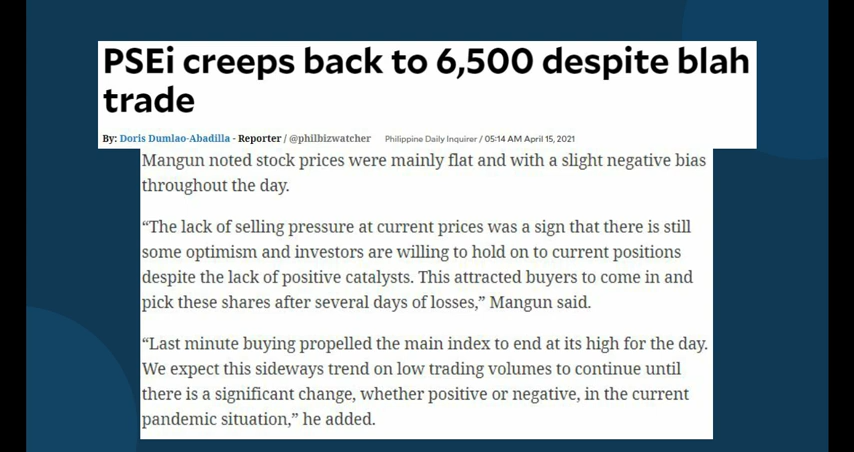 PSEi creeps back to 6,500 despite blah
trade
By: Doris Dumlao-Abadilla - Reporter / @philbizwatcher Philippine Daily Inquirer / 05:14 AM April 15, 2021
Mangun noted stock prices were mainly flat and with a slight negative bias
throughout the day.
“The lack of selling pressure at current prices was a sign that there is still
some optimism and investors are willing to hold on to current positions
despite the lack of positive catalysts. This attracted buyers to come in and
pick these shares after several days of losses,” Mangun said.
“Last minute buying propelled the main index to end at its high for the day.
We expect this sideways trend on low trading volumes to continue until
there is a significant change, whether positive or negative, in the current
pandemic situation,” he added.